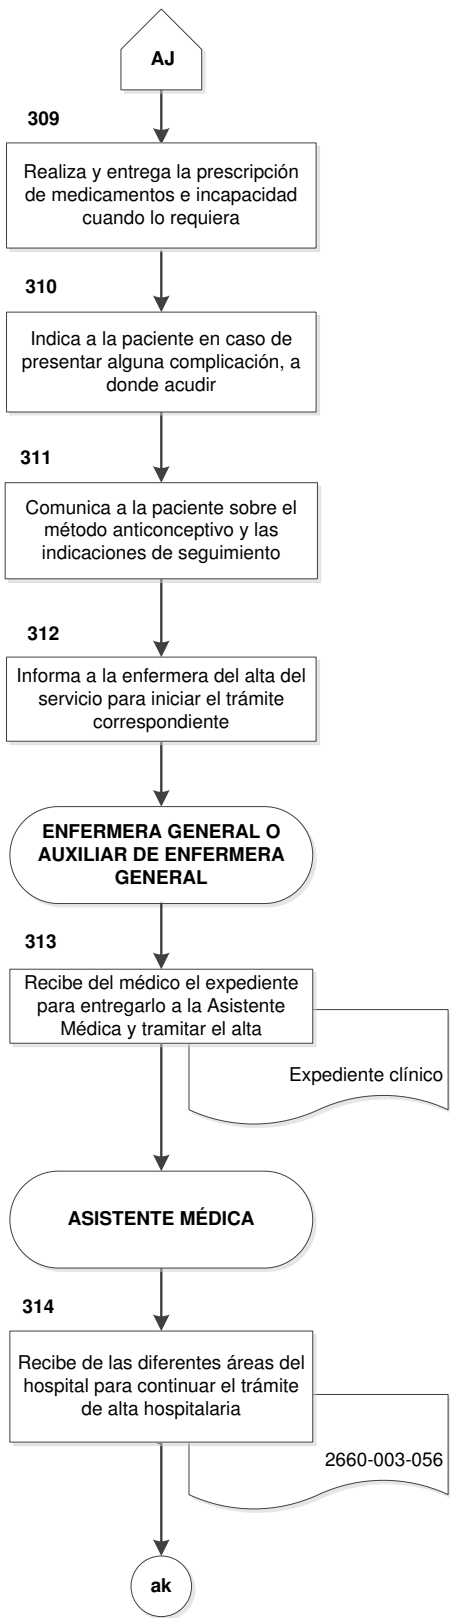 AJ
309
Realiza y entrega la prescripción
de medicamentos e incapacidad
cuando lo requiera
310
Indica a la paciente en caso de
presentar alguna complicación, a
donde acudir
311
Comunica a la paciente sobre el
método anticonceptivo y las
indicaciones de seguimiento
312
Informa a la enfermera del alta del
servicio para iniciar el trámite
correspondiente
ENFERMERA GENERAL O
AUXILIAR DE ENFERMERA
GENERAL
313
Recibe del médico el expediente
para entregarlo a la Asistente
Médica y tramitar el alta
Expediente clínico
ASISTENTE MÉDICA
314
Recibe de las diferentes áreas del
hospital para continuar el trámite
de alta hospitalaria
2660-003-056
ak